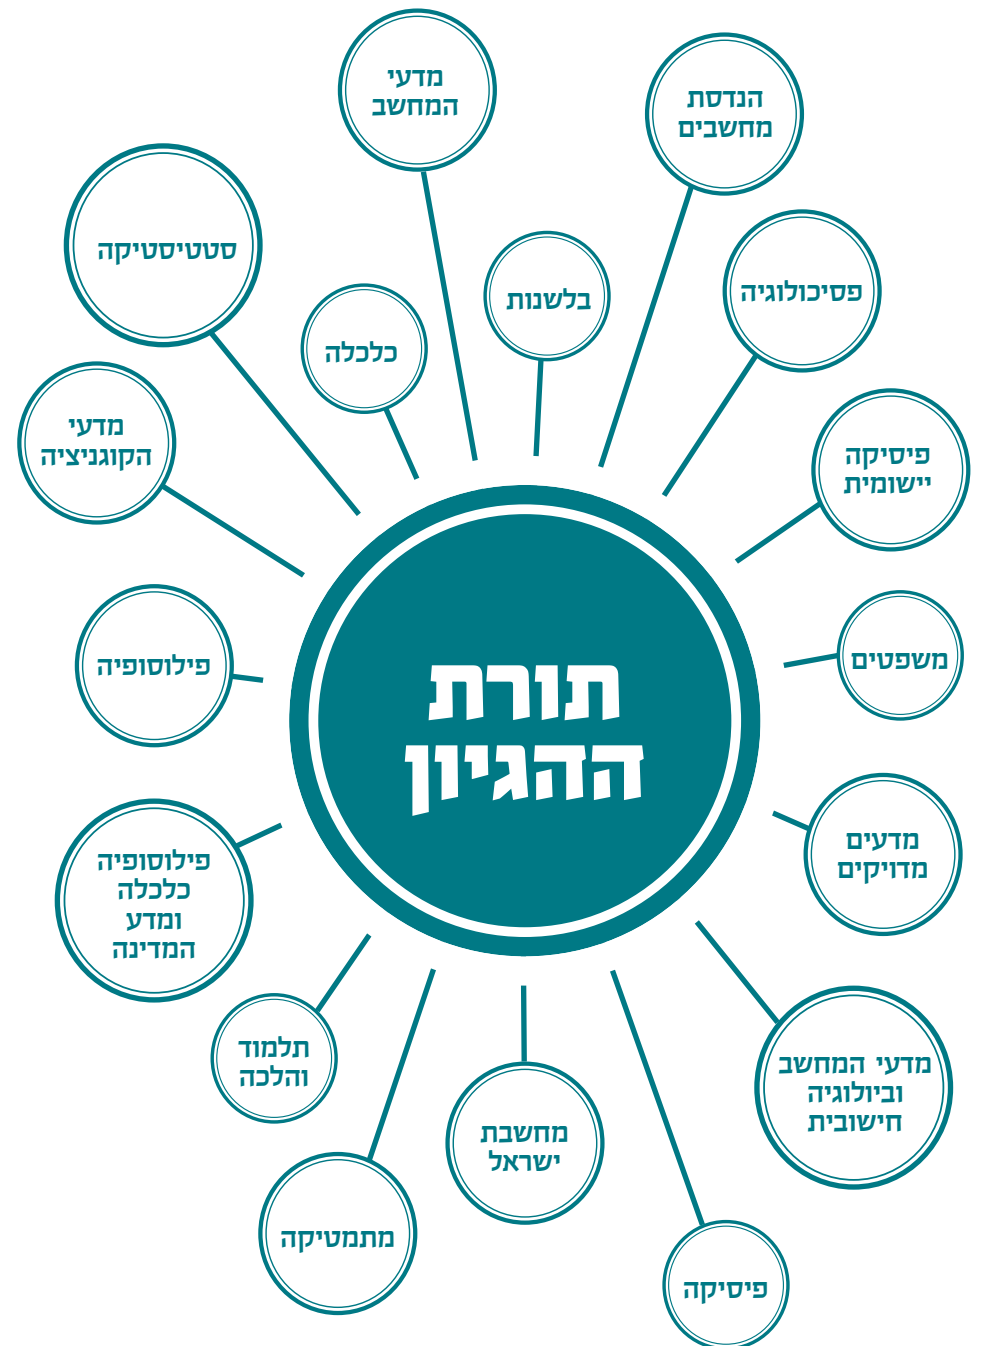 מדעי
המחשב
הנדסת
מחשבים
סטטיסטיקה
בלשנות
פסיכולוגיה
כלכלה
מדעי
הקוגניציה
פיסיקה
יישומית
פילוסופיה
משפטים
תורת
ההגיון
פילוסופיה
כלכלה
ומדע
המדינה
מדעים
מדויקים
תלמוד
והלכה
מדעי המחשב
וביולוגיה
חישובית
מחשבת
ישראל
מתמטיקה
פיסיקה